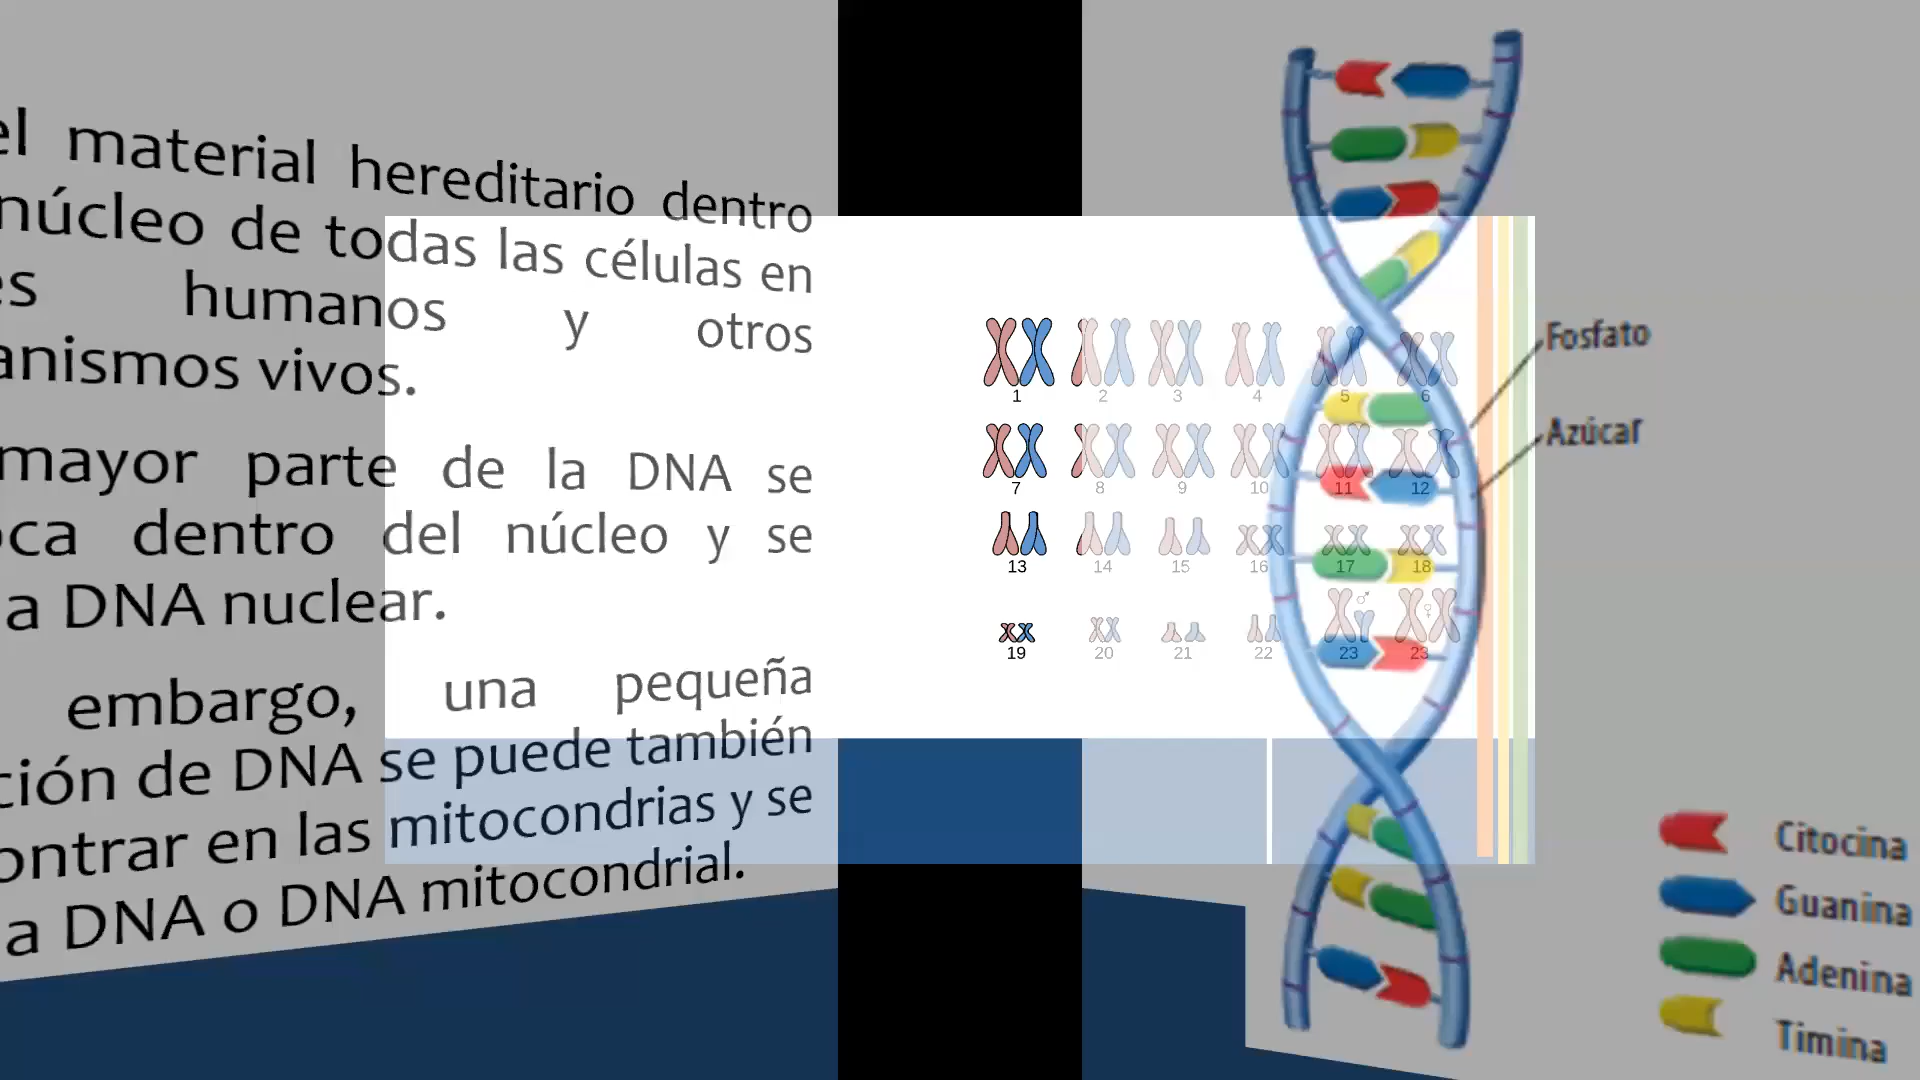 el material hereditario dentro
núcleo de todas las células en
humanos y otros
anismos vivos.
mayor parte de la DNA se
oca dentro del núcleo y se
a DNA nuclear.
embargo, una pequeña
ción de DNA se puede también
ontrar en las mitocondrias y se
a DNA o DNA mitocondrial.
1 2 3 4 5 6
7 8 9 10 11 12
13 14 15 16 17 18
19 20 21 22 23 23
Fosfato
Azúcar
Citocina
Guanina
Adenina
Timina